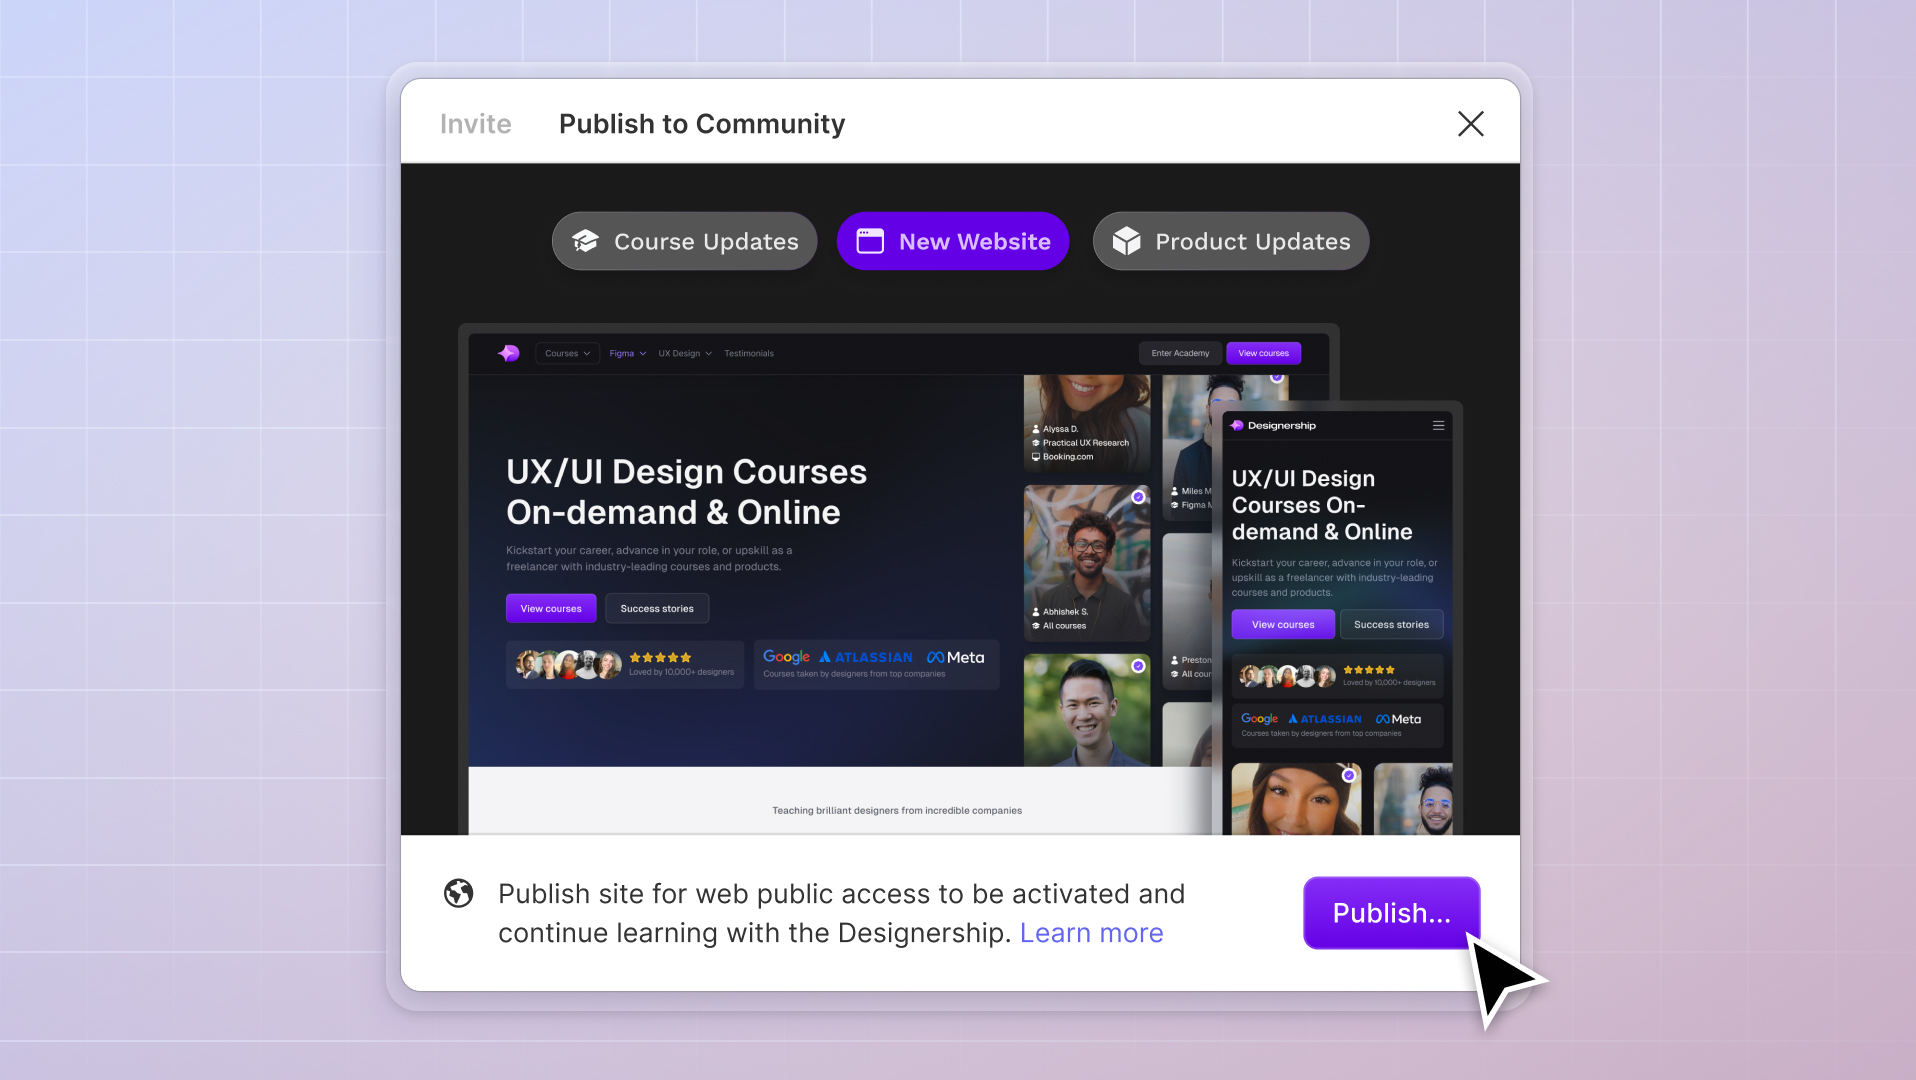 Invite
Publish to Community
Course Updates
New Website
Product Updates
Courses
Figma
UX Design
Testimonials
Enter Academy
View courses
UX/UI Design Courses
On-demand & Online
Kickstart your career, advance in your role, or upskill as a
freelancer with industry-leading courses and products.
View courses
Success stories
Loved by 10,000+ designers
Google
ATLASSIAN
Meta
Courses taken by designers from top companies
Alyssa D.
Practical UX Research
Booking.com
Abhishek S.
All courses
Miles M
Figma M
Preston
All cour
Teaching brilliant designers from incredible companies
Designership
UX/UI Design
Courses On-
demand & Online
Kickstart your career, advance in your role, or
upskill as a freelancer with industry-leading
courses and products.
View courses
Success stories
Loved by 10,000+ designers
Google
ATLASSIAN
Meta
Courses taken by designers from top companies
Publish site for web public access to be activated and
continue learning with the Designership. Learn more
Publish...